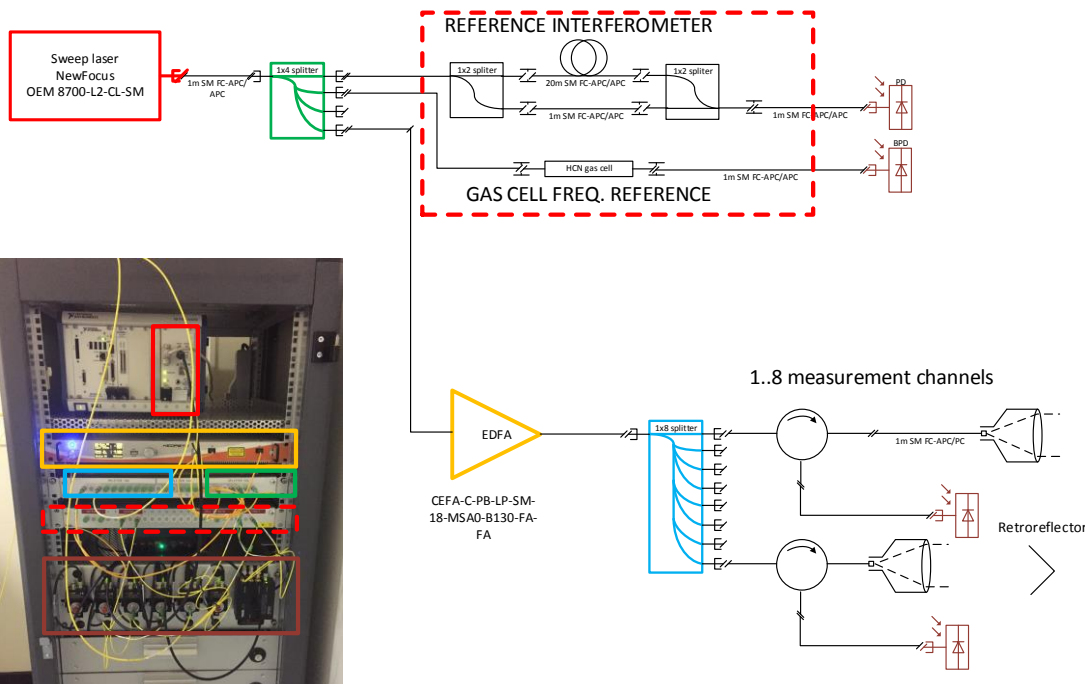 REFERENCE INTERFEROMETER
Sweep laser
NewFocus
OEM 8700-L2-CL-SM
1m SM FC-APC/
APC
1x4 splitter
1x2 spliter
20m SM FC-APC/APC
1m SM FC-APC/APC
1x2 splitter
1m SM FC-APC/APC
PD
HCN gas cell
1m SM FC-APC/APC
BPD
GAS CELL FREQ. REFERENCE
1..8 measurement channels
EDFA
CEFA-C-PB-LP-SM-
18-MSA0-B130-FA-
FA
1x8 splitter
1m SM FC-APC/PC
Retroreflector